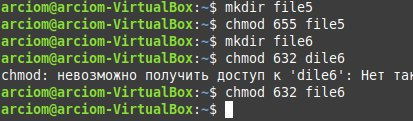 arciom@arciom-VirtualBox:~$ mkdir file5
arciom@arciom-VirtualBox:~$ chmod 655 file5
arciom@arciom-VirtualBox:~$ mkdir file6
arciom@arciom-VirtualBox:~$ chmod 632 dile6
chmod: невозможно получить доступ к 'dile6': Нет так
arciom@arciom-VirtualBox:~$ chmod 632 file6
arciom@arciom-VirtualBox:~$